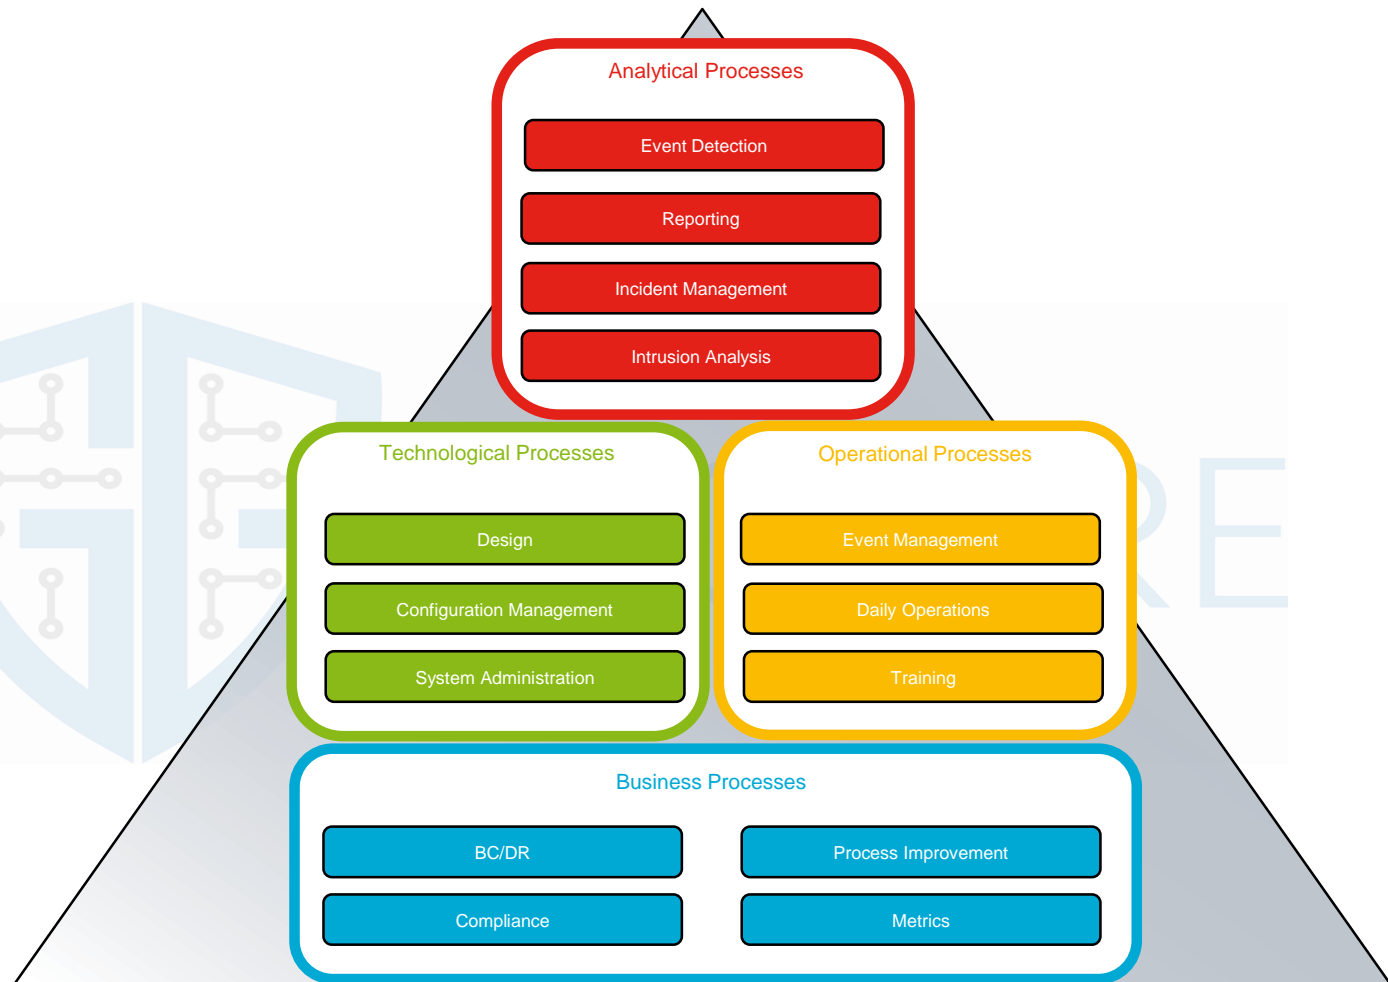 Analytical Processes
Event Detection
Reporting
Incident Management
Intrusion Analysis
Technological Processes
Design
Configuration Management
System Administration
Operational Processes
Event Management
Daily Operations
Training
Business Processes
BC/DR
Process Improvement
Compliance
Metrics